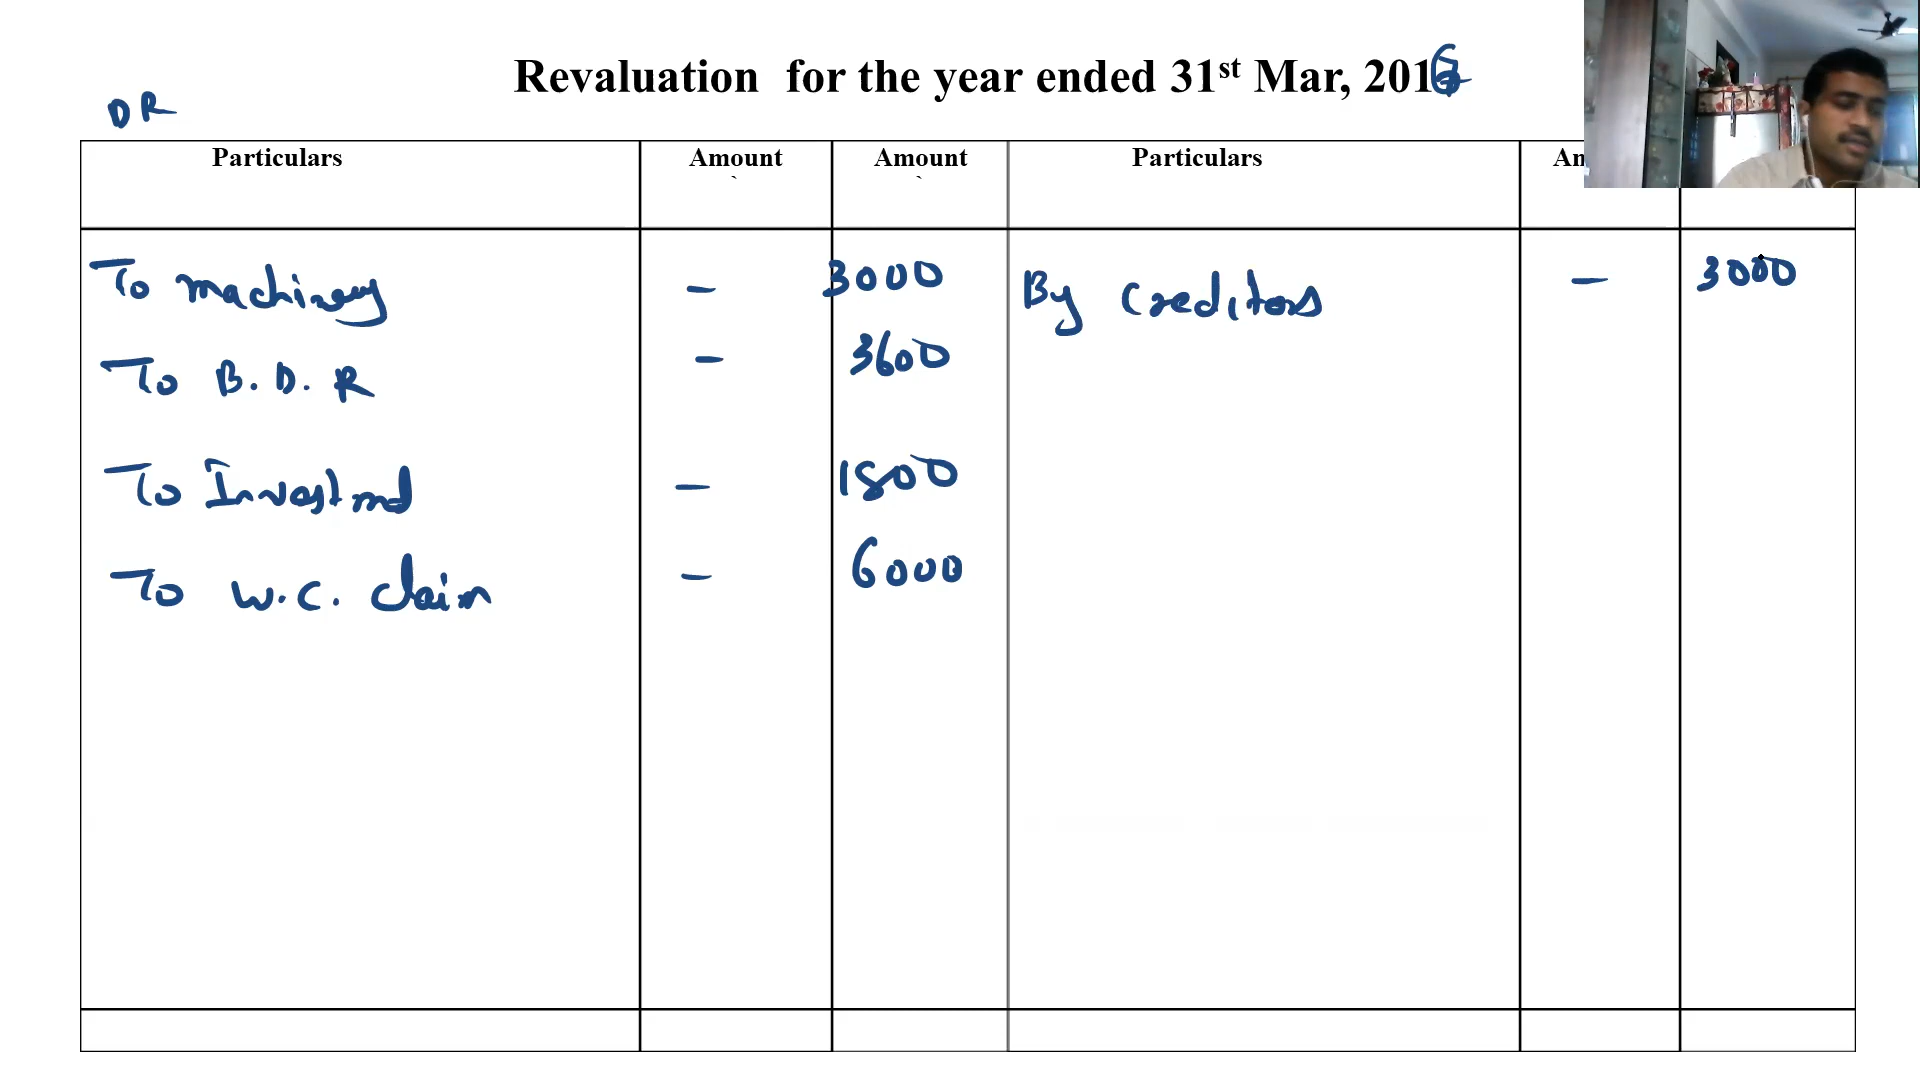 Revaluation for the year ended 31st Mar, 2016
DR
Particulars Amount Amount Particulars
` `
To machinery - 3000 By Creditors - 3000
To B.D.R - 3600
To Investmd - 1800
To W.C. claim - 6000